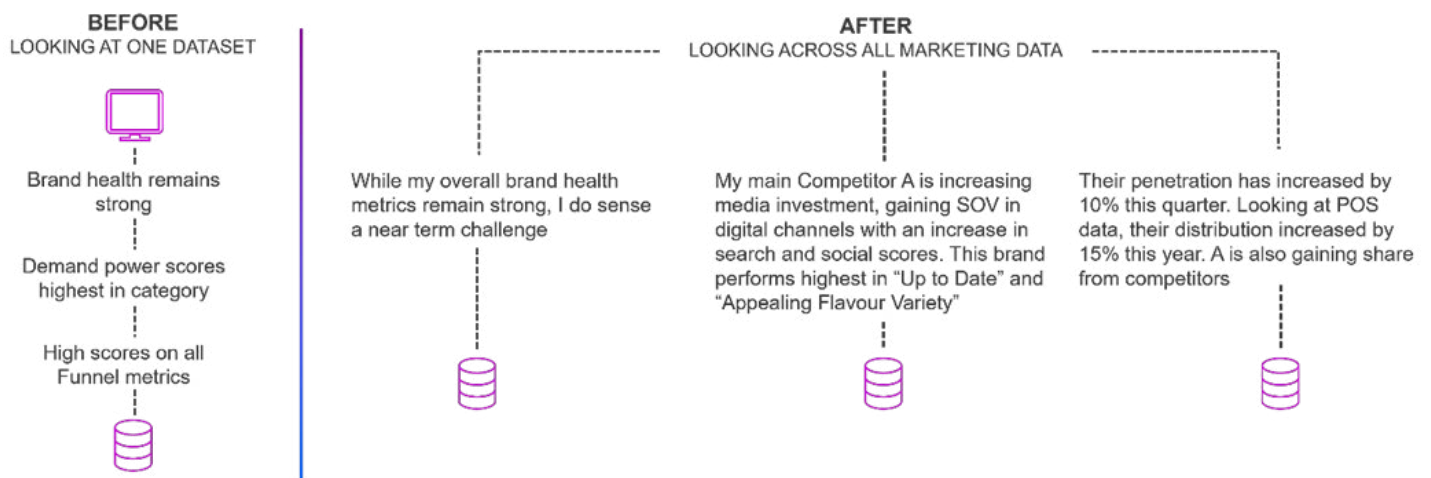 BEFORE
LOOKING AT ONE DATASET
Brand health remains
strong
Demand power scores
highest in category
High scores on all
Funnel metrics
AFTER
LOOKING ACROSS ALL MARKETING DATA
While my overall brand health
metrics remain strong, I do sense
a near term challenge
My main Competitor A is increasing
media investment, gaining SOV in
digital channels with an increase in
search and social scores. This brand
performs highest in “Up to Date” and
“Appealing Flavour Variety”
Their penetration has increased by
10% this quarter. Looking at POS
data, their distribution increased by
15% this year. A is also gaining share
from competitors